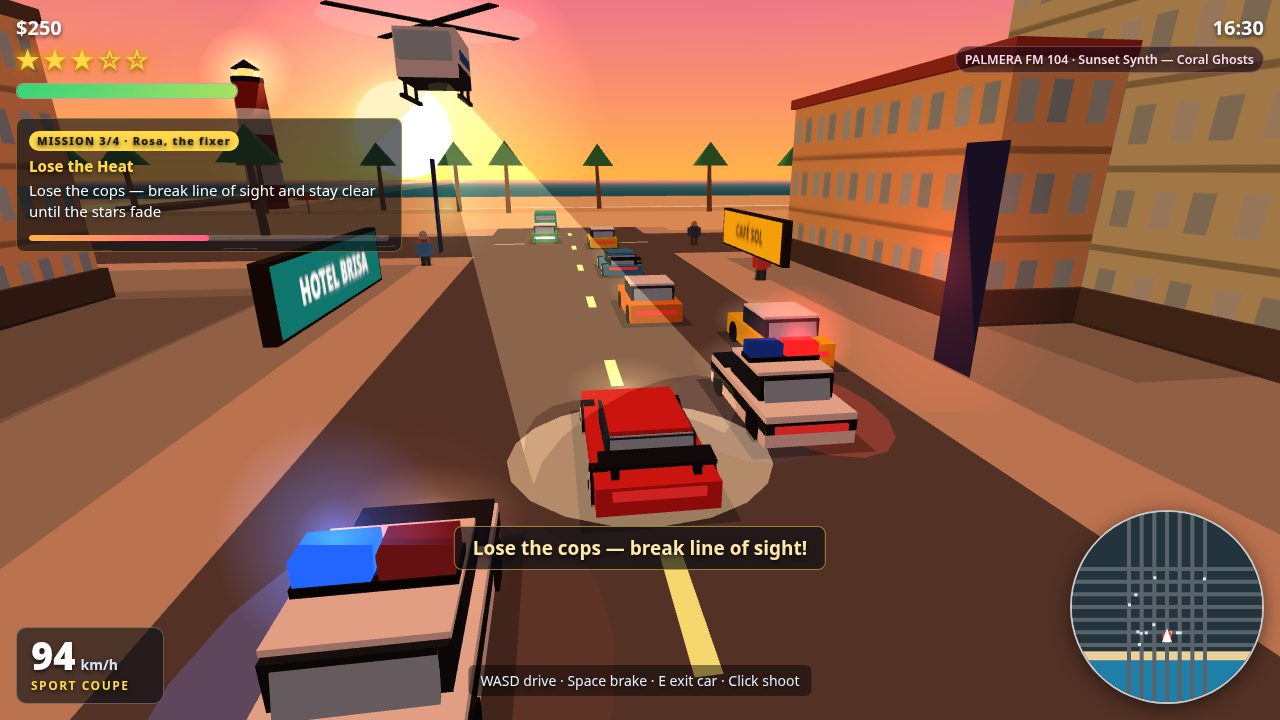 $250
16:30
PALMERA FM 104 · Sunset Synth — Coral Ghosts
MISSION 3/4 · Rosa, the fixer
Lose the Heat
Lose the cops — break line of sight and stay clear
until the stars fade
HOTEL BRISA
CAFÉ SOL
Lose the cops — break line of sight!
94 km/h
SPORT COUPE
WASD drive · Space brake · E exit car · Click shoot